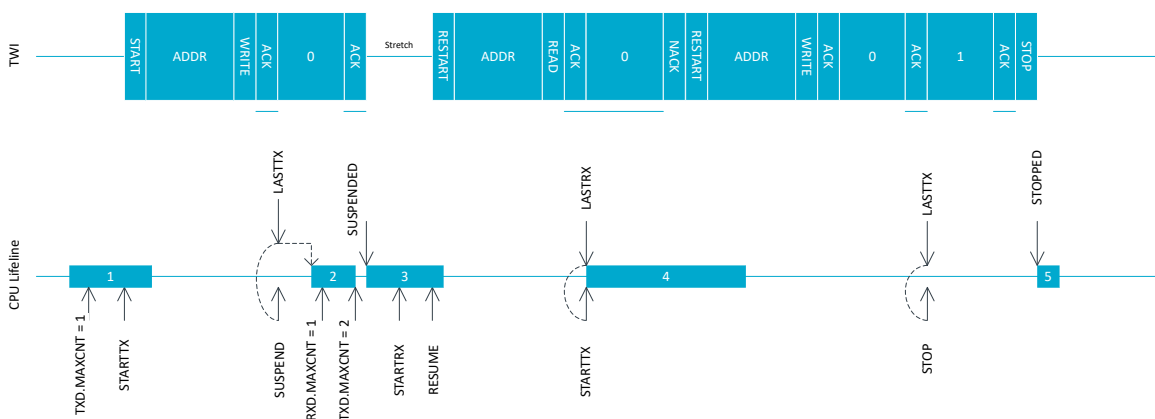 TWI
START
ADDR
WRITE
ACK
0
ACK
Stretch
RESTART
ADDR
READ
ACK
0
NACK
RESTART
ADDR
WRITE
ACK
0
ACK
1
ACK
STOP
LASTTX
SUSPENDED
LASTRX
LASTTX
STOPPED
CPU Lifeline
1
2
3
4
5
TXD.MAXCNT = 1
STARTTX
SUSPEND
RXD.MAXCNT = 1
TXD.MAXCNT = 2
STARTRX
RESUME
STARTTX
STOP